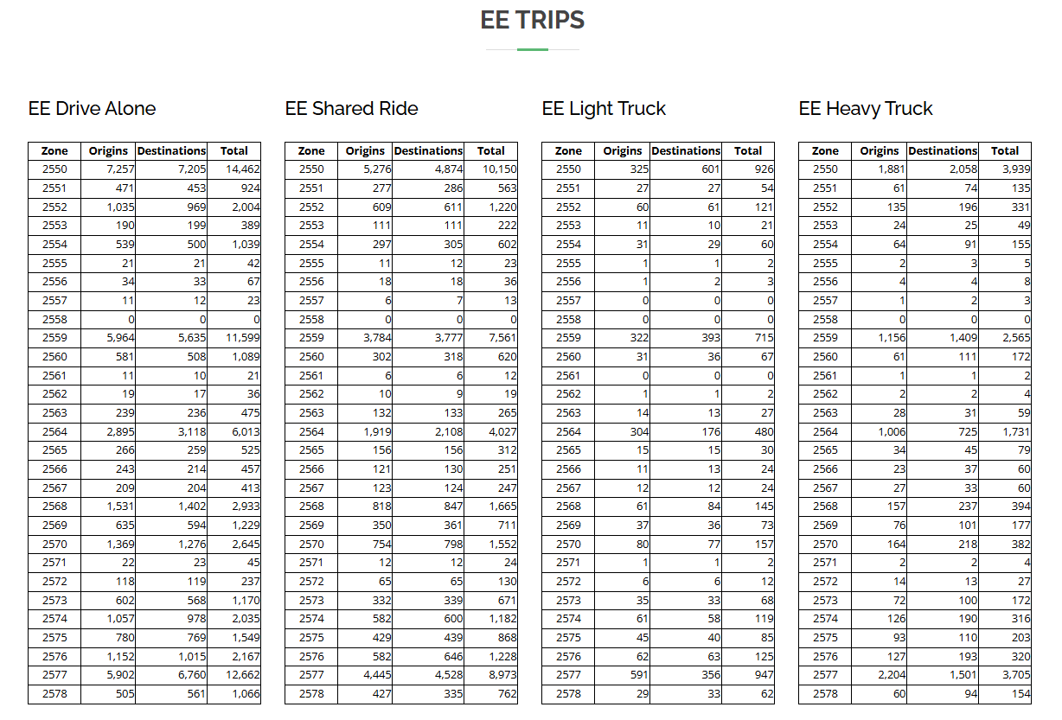 EE TRIPS
EE Drive Alone EE Shared Ride EE Light Truck EE Heavy Truck
Zone Origins Destinations Total Zone Origins Destinations Total Zone Origins Destinations Total Zone Origins Destinations Total
2550 7,257 7,205 14,462 2550 5,276 4,874 10,150 2550 325 601 926 2550 1,881 2,058 3,939
2551 471 453 924 2551 277 286 563 2551 27 27 54 2551 61 74 135
2552 1,035 969 2,004 2552 609 611 1,220 2552 60 61 121 2552 135 196 331
2553 190 199 389 2553 111 111 222 2553 11 10 21 2553 24 25 49
2554 539 500 1,039 2554 297 305 602 2554 31 29 60 2554 64 91 155
2555 21 21 42 2555 11 12 23 2555 1 1 2 2555 2 3 5
2556 34 33 67 2556 18 18 36 2556 1 2 3 2556 4 4 8
2557 11 12 23 2557 6 7 13 2557 0 0 0 2557 1 2 3
2558 0 0 0 2558 0 0 0 2558 0 0 0 2558 0 0 0
2559 5,964 5,635 11,599 2559 3,784 3,777 7,561 2559 322 393 715 2559 1,156 1,409 2,565
2560 581 508 1,089 2560 302 318 620 2560 31 36 67 2560 61 111 172
2561 11 10 21 2561 6 6 12 2561 0 0 0 2561 1 1 2
2562 19 17 36 2562 10 9 19 2562 1 1 2 2562 2 2 4
2563 239 236 475 2563 132 133 265 2563 14 13 27 2563 28 31 59
2564 2,895 3,118 6,013 2564 1,919 2,108 4,027 2564 304 176 480 2564 1,006 725 1,731
2565 266 259 525 2565 156 156 312 2565 15 15 30 2565 34 45 79
2566 243 214 457 2566 121 130 251 2566 11 13 24 2566 23 37 60
2567 209 204 413 2567 123 124 247 2567 12 12 24 2567 27 33 60
2568 1,531 1,402 2,933 2568 818 847 1,665 2568 61 84 145 2568 157 237 394
2569 635 594 1,229 2569 350 361 711 2569 37 36 73 2569 76 101 177
2570 1,369 1,276 2,645 2570 754 798 1,552 2570 80 77 157 2570 164 218 382
2571 22 23 45 2571 12 12 24 2571 1 1 2 2571 2 2 4
2572 118 119 237 2572 65 65 130 2572 6 6 12 2572 14 13 27
2573 602 568 1,170 2573 332 339 671 2573 35 33 68 2573 72 100 172
2574 1,057 978 2,035 2574 582 600 1,182 2574 61 58 119 2574 126 190 316
2575 780 769 1,549 2575 429 439 868 2575 45 40 85 2575 93 110 203
2576 1,152 1,015 2,167 2576 582 646 1,228 2576 62 63 125 2576 127 193 320
2577 5,902 6,760 12,662 2577 4,445 4,528 8,973 2577 591 356 947 2577 2,204 1,501 3,705
2578 505 561 1,066 2578 427 335 762 2578 29 33 62 2578 60 94 154